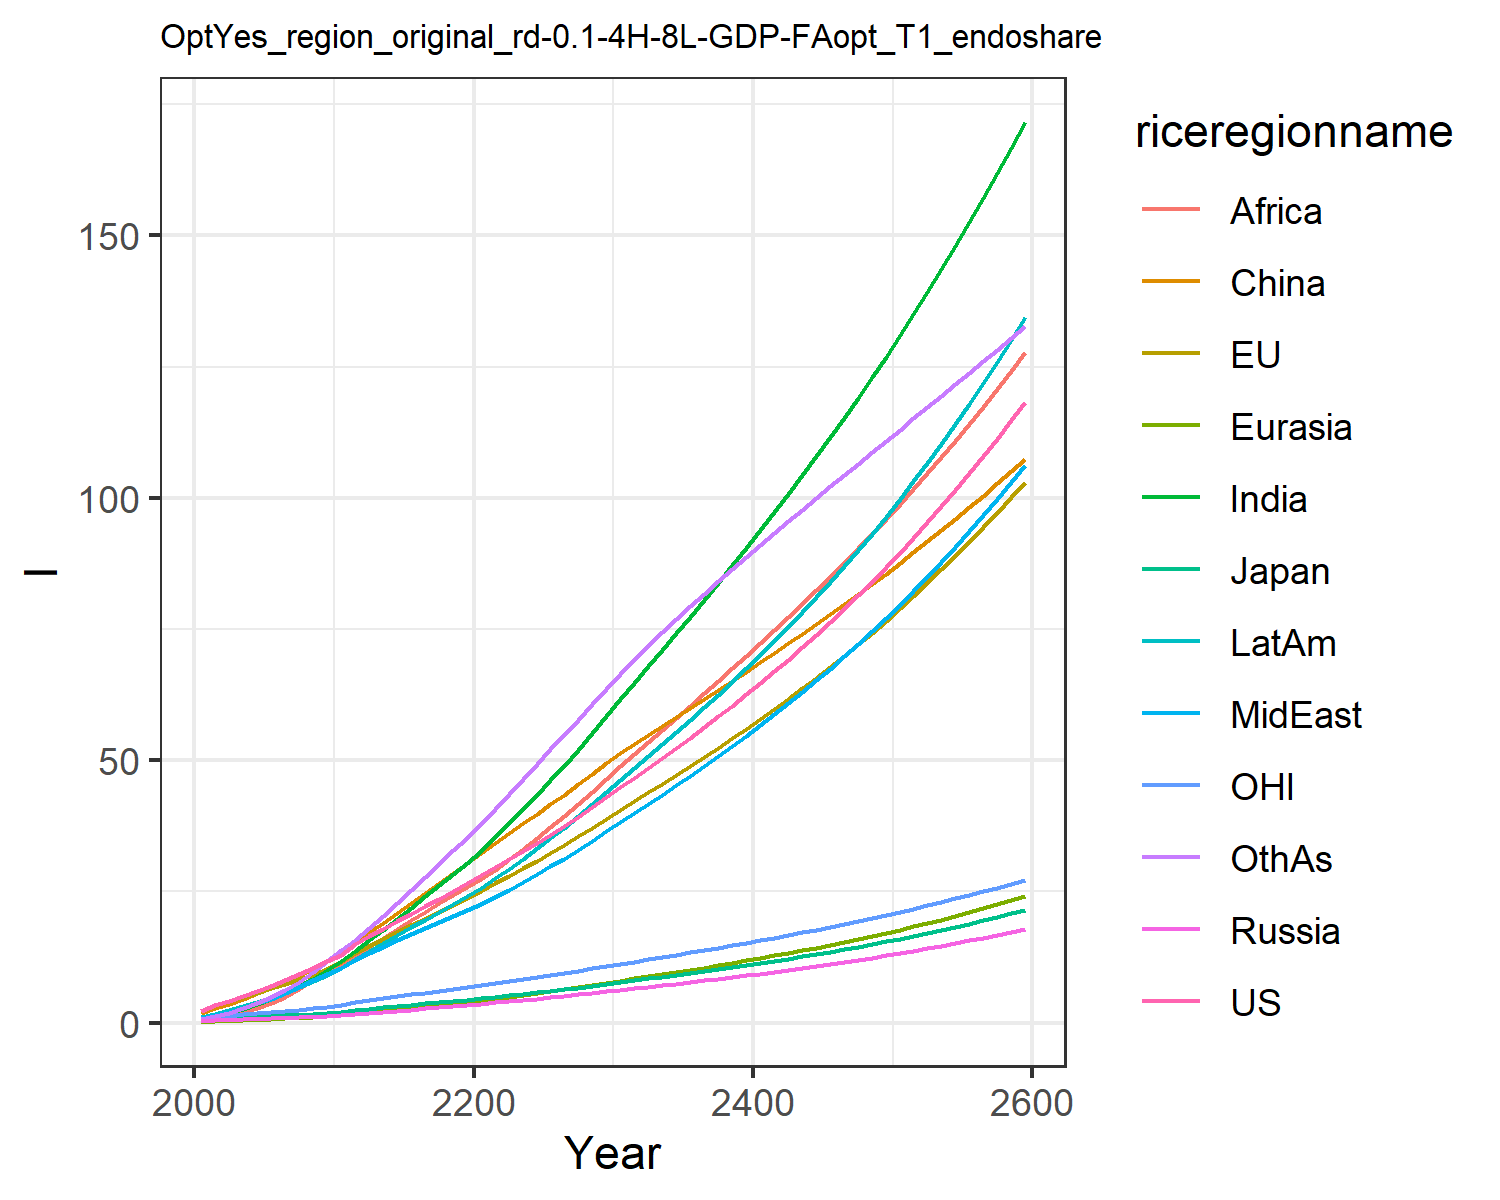 OptYes_region_original_rd-0.1-4H-8L-GDP-FAopt_T1_endoshare
riceregionname
Africa
China
EU
Eurasia
India
Japan
LatAm
MidEast
OHI
OthAs
Russia
US
150
100
50
0
I
2000 2200 2400 2600
Year